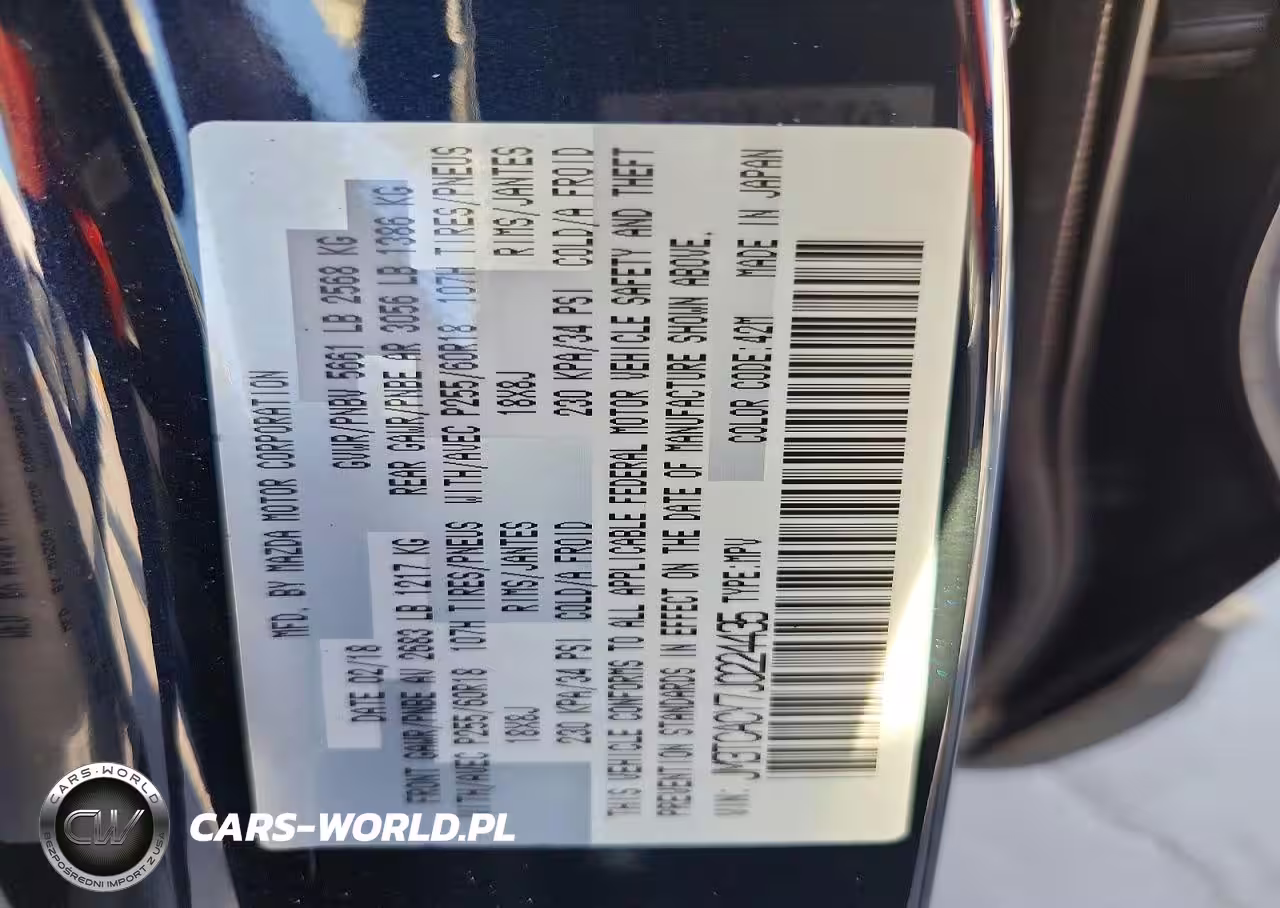 MFD. BY MAZDA MOTOR CORPORATION
DATE 02/18 GVWR/PNBV 5661 LB 2568 KG
FRONT GAWR/PNBE AV 2683 LB 1217 KG REAR GAWR/PNBE AR 3056 LB 1386 KG
WITH/AVEC P255/60R18 107H TIRES/PNEUS WITH/AVEC P255/60R18 107H TIRES/PNEUS
18X8J RIMS/JANTES 18X8J RIMS/JANTES
230 KPA/34 PSI COLD/A FROID 230 KPA/34 PSI COLD/A FROID
THIS VEHICLE CONFORMS TO ALL APPLICABLE FEDERAL MOTOR VEHICLE SAFETY AND THEFT
PREVENTION STANDARDS IN EFFECT ON THE DATE OF MANUFACTURE SHOWN ABOVE.
VIN: JM3TCACY7J0224435 TYPE:MPV COLOR CODE:42M MADE IN JAPAN
CARS-WORLD
CW
BEZPOŚREDNI IMPORT Z USA
CARS-WORLD.PL